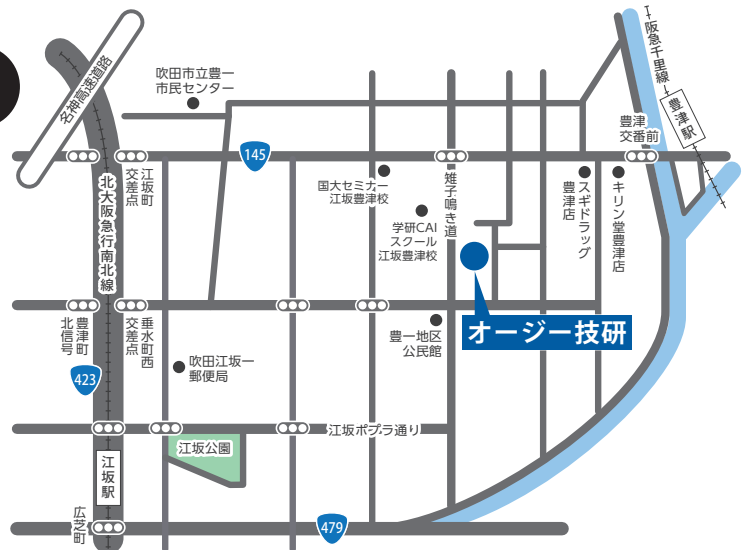 名神高速道路
吹田市立豊一
市民センター
阪急千里線
豊津駅
豊津
交番前
145
江坂町
交差点
北大阪急行南北線
国大セミナー
江坂豊津校
学研CAI
スクール
江坂豊津校
雉子鳴き道
スギドラッグ
豊津店
キリン堂豊津店
オージー技研
豊津町
北信号
垂水町西
交差点
豊一地区
公民館
吹田江坂一
郵便局
423
江坂ポプラ通り
江坂公園
江坂駅
広芝町
479